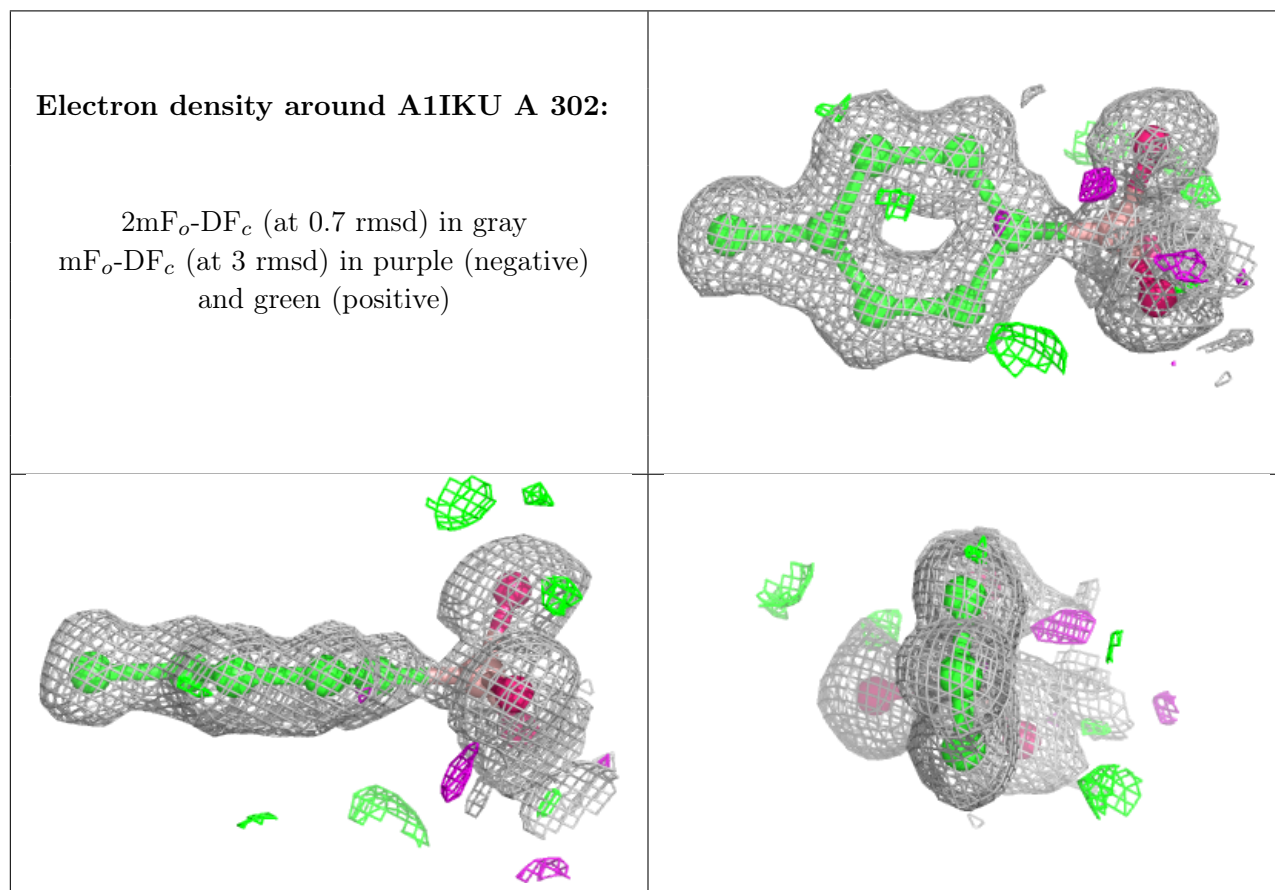 Electron density around A1IKU A 302:
2mFo-DFc (at 0.7 rmsd) in gray
mFo-DFc (at 3 rmsd) in purple (negative)
and green (positive)